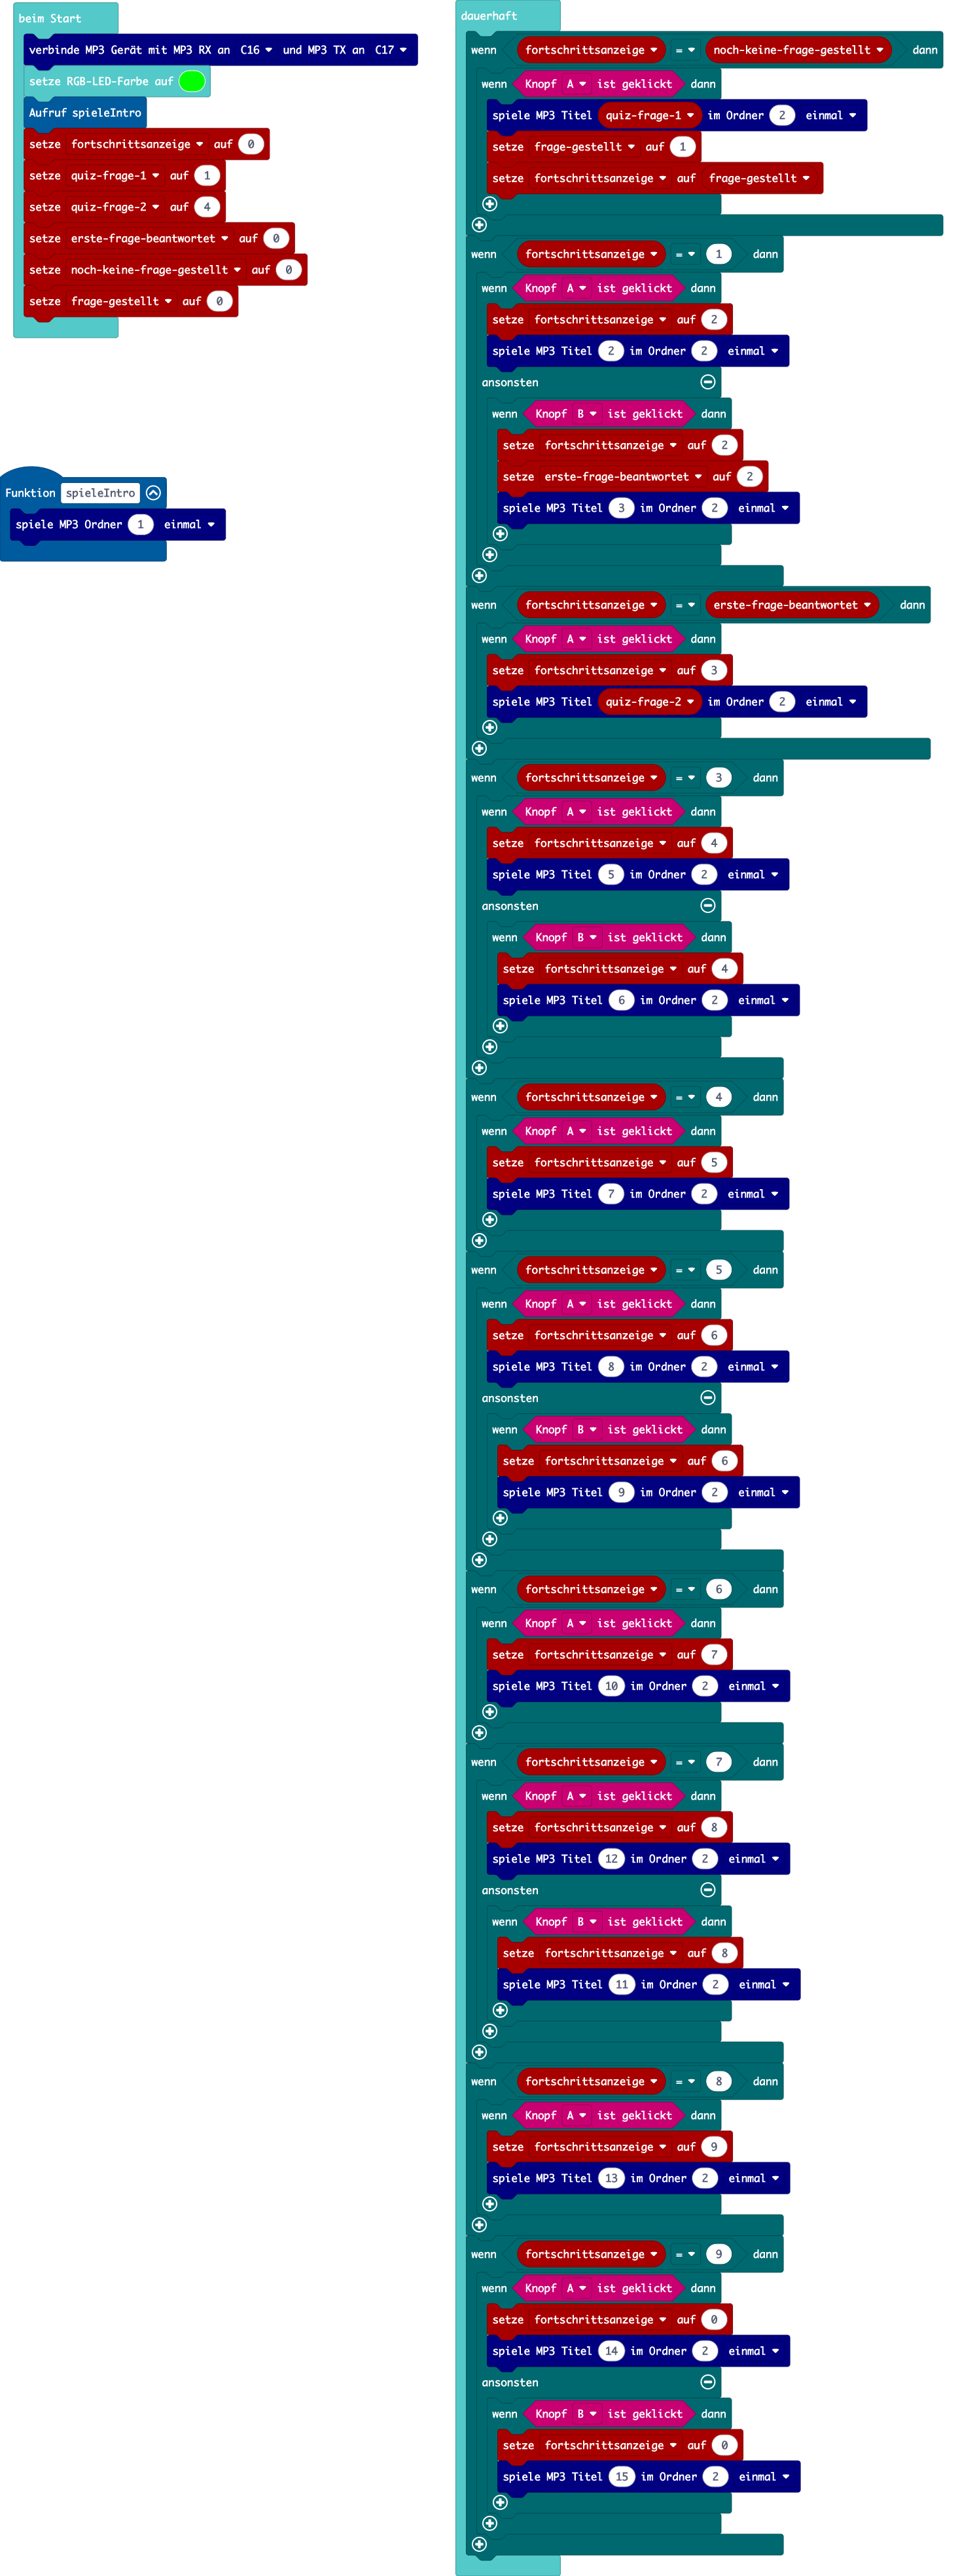 beim Start
verbinde MP3 Gerät mit MP3 RX an C16 und MP3 TX an C17
setze RGB-LED-Farbe auf
Aufruf spieleIntro
setze fortschrittsanzeige auf 0
setze quiz-frage-1 auf 1
setze quiz-frage-2 auf 4
setze erste-frage-beantwortet auf 0
setze noch-keine-frage-gestellt auf 0
setze frage-gestellt auf 0
Funktion spieleIntro
spiele MP3 Ordner 1 einmal
dauerhaft
wenn fortschrittsanzeige = noch-keine-frage-gestellt dann
wenn Knopf A ist geklickt dann
spiele MP3 Titel quiz-frage-1 im Ordner 2 einmal
setze frage-gestellt auf 1
setze fortschrittsanzeige auf frage-gestellt
wenn fortschrittsanzeige = 1 dann
wenn Knopf A ist geklickt dann
setze fortschrittsanzeige auf 2
spiele MP3 Titel 2 im Ordner 2 einmal
ansonsten
wenn Knopf B ist geklickt dann
setze fortschrittsanzeige auf 2
setze erste-frage-beantwortet auf 2
spiele MP3 Titel 3 im Ordner 2 einmal
wenn fortschrittsanzeige = erste-frage-beantwortet dann
wenn Knopf A ist geklickt dann
setze fortschrittsanzeige auf 3
spiele MP3 Titel quiz-frage-2 im Ordner 2 einmal
wenn fortschrittsanzeige = 3 dann
wenn Knopf A ist geklickt dann
setze fortschrittsanzeige auf 4
spiele MP3 Titel 5 im Ordner 2 einmal
ansonsten
wenn Knopf B ist geklickt dann
setze fortschrittsanzeige auf 4
spiele MP3 Titel 6 im Ordner 2 einmal
wenn fortschrittsanzeige = 4 dann
wenn Knopf A ist geklickt dann
setze fortschrittsanzeige auf 5
spiele MP3 Titel 7 im Ordner 2 einmal
wenn fortschrittsanzeige = 5 dann
wenn Knopf A ist geklickt dann
setze fortschrittsanzeige auf 6
spiele MP3 Titel 8 im Ordner 2 einmal
ansonsten
wenn Knopf B ist geklickt dann
setze fortschrittsanzeige auf 6
spiele MP3 Titel 9 im Ordner 2 einmal
wenn fortschrittsanzeige = 6 dann
wenn Knopf A ist geklickt dann
setze fortschrittsanzeige auf 7
spiele MP3 Titel 10 im Ordner 2 einmal
wenn fortschrittsanzeige = 7 dann
wenn Knopf A ist geklickt dann
setze fortschrittsanzeige auf 8
spiele MP3 Titel 12 im Ordner 2 einmal
ansonsten
wenn Knopf B ist geklickt dann
setze fortschrittsanzeige auf 8
spiele MP3 Titel 11 im Ordner 2 einmal
wenn fortschrittsanzeige = 8 dann
wenn Knopf A ist geklickt dann
setze fortschrittsanzeige auf 9
spiele MP3 Titel 13 im Ordner 2 einmal
wenn fortschrittsanzeige = 9 dann
wenn Knopf A ist geklickt dann
setze fortschrittsanzeige auf 0
spiele MP3 Titel 14 im Ordner 2 einmal
ansonsten
wenn Knopf B ist geklickt dann
setze fortschrittsanzeige auf 0
spiele MP3 Titel 15 im Ordner 2 einmal